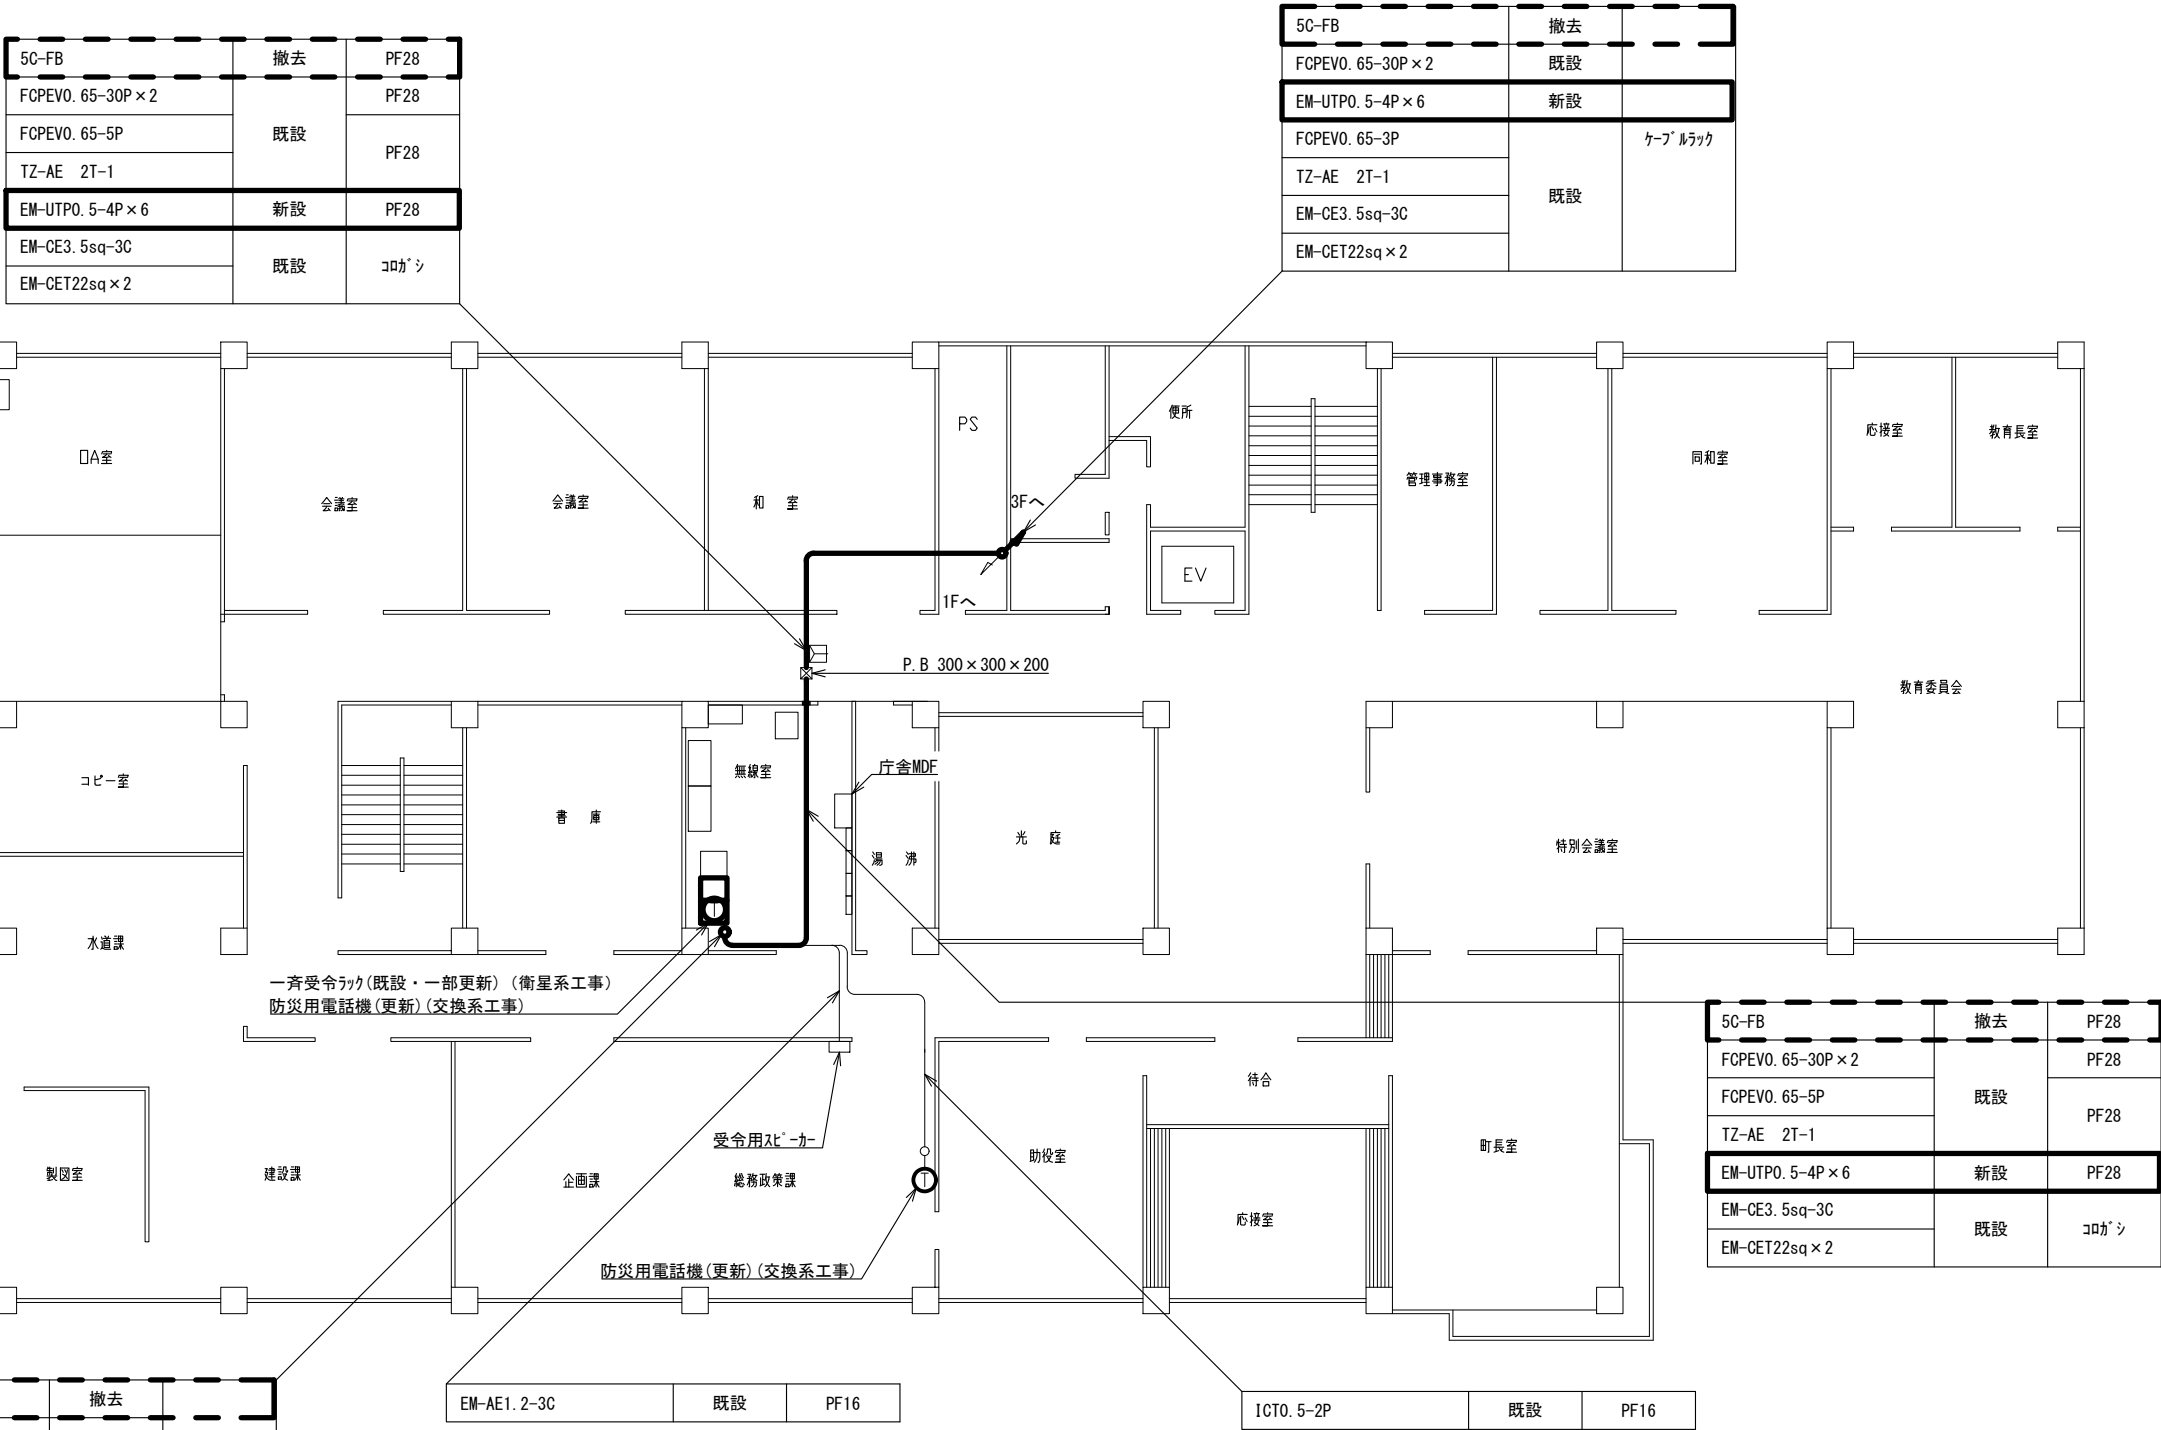 5C-FB 撤去 PF28
FCPEV0.65-30P×2 PF28
FCPEV0.65-5P 既設 PF28
TZ-AE 2T-1
EM-UTP0.5-4P×6 新設 PF28
EM-CE3.5sq-3C 既設 ｺﾛｶﾞｼ
EM-CET22sq×2
5C-FB 撤去
FCPEV0.65-30P×2 既設
EM-UTP0.5-4P×6 新設
FCPEV0.65-3P ｹｰﾌﾞﾙﾗｯｸ
TZ-AE 2T-1 既設
EM-CE3.5sq-3C
EM-CET22sq×2
OA室
会議室
会議室
和 室
PS
便所
3Fへ
1Fへ
EV
管理事務室
同和室
応接室
教育長室
P.B 300×300×200
教育委員会
コピー室
書 庫
無線室
庁舎MDF
湯 沸
光 庭
特別会議室
水道課
一斉受令ﾗｯｸ(既設・一部更新)(衛星系工事)
防災用電話機(更新)(交換系工事)
T
5C-FB 撤去 PF28
FCPEV0.65-30P×2 PF28
FCPEV0.65-5P 既設 PF28
TZ-AE 2T-1
EM-UTP0.5-4P×6 新設 PF28
EM-CE3.5sq-3C 既設 ｺﾛｶﾞｼ
EM-CET22sq×2
待合
受令用ｽﾋﾟｰｶｰ
製図室
建設課
企画課
総務政策課
T
助役室
応接室
町長室
防災用電話機(更新)(交換系工事)
撤去
EM-AE1.2-3C 既設 PF16
ICT0.5-2P 既設 PF16